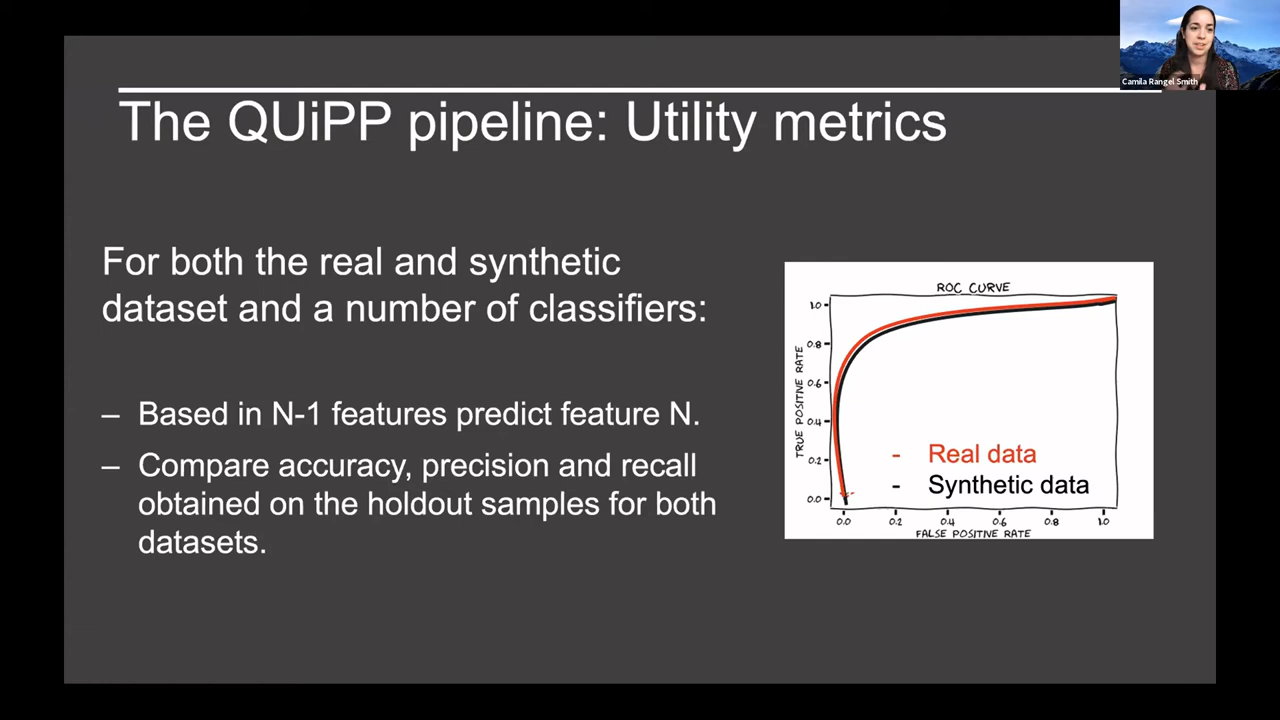 Camila Rangel Smith
The QUiPP pipeline: Utility metrics
For both the real and synthetic
dataset and a number of classifiers:
– Based in N-1 features predict feature N.
– Compare accuracy, precision and recall
obtained on the holdout samples for both
datasets.
ROC CURVE
TRUE POSITIVE RATE
1.0
0.8
0.6
0.4
0.2
0.0
- Real data
- Synthetic data
0.0 0.2 0.4 0.6 0.8 1.0
FALSE POSITIVE RATE